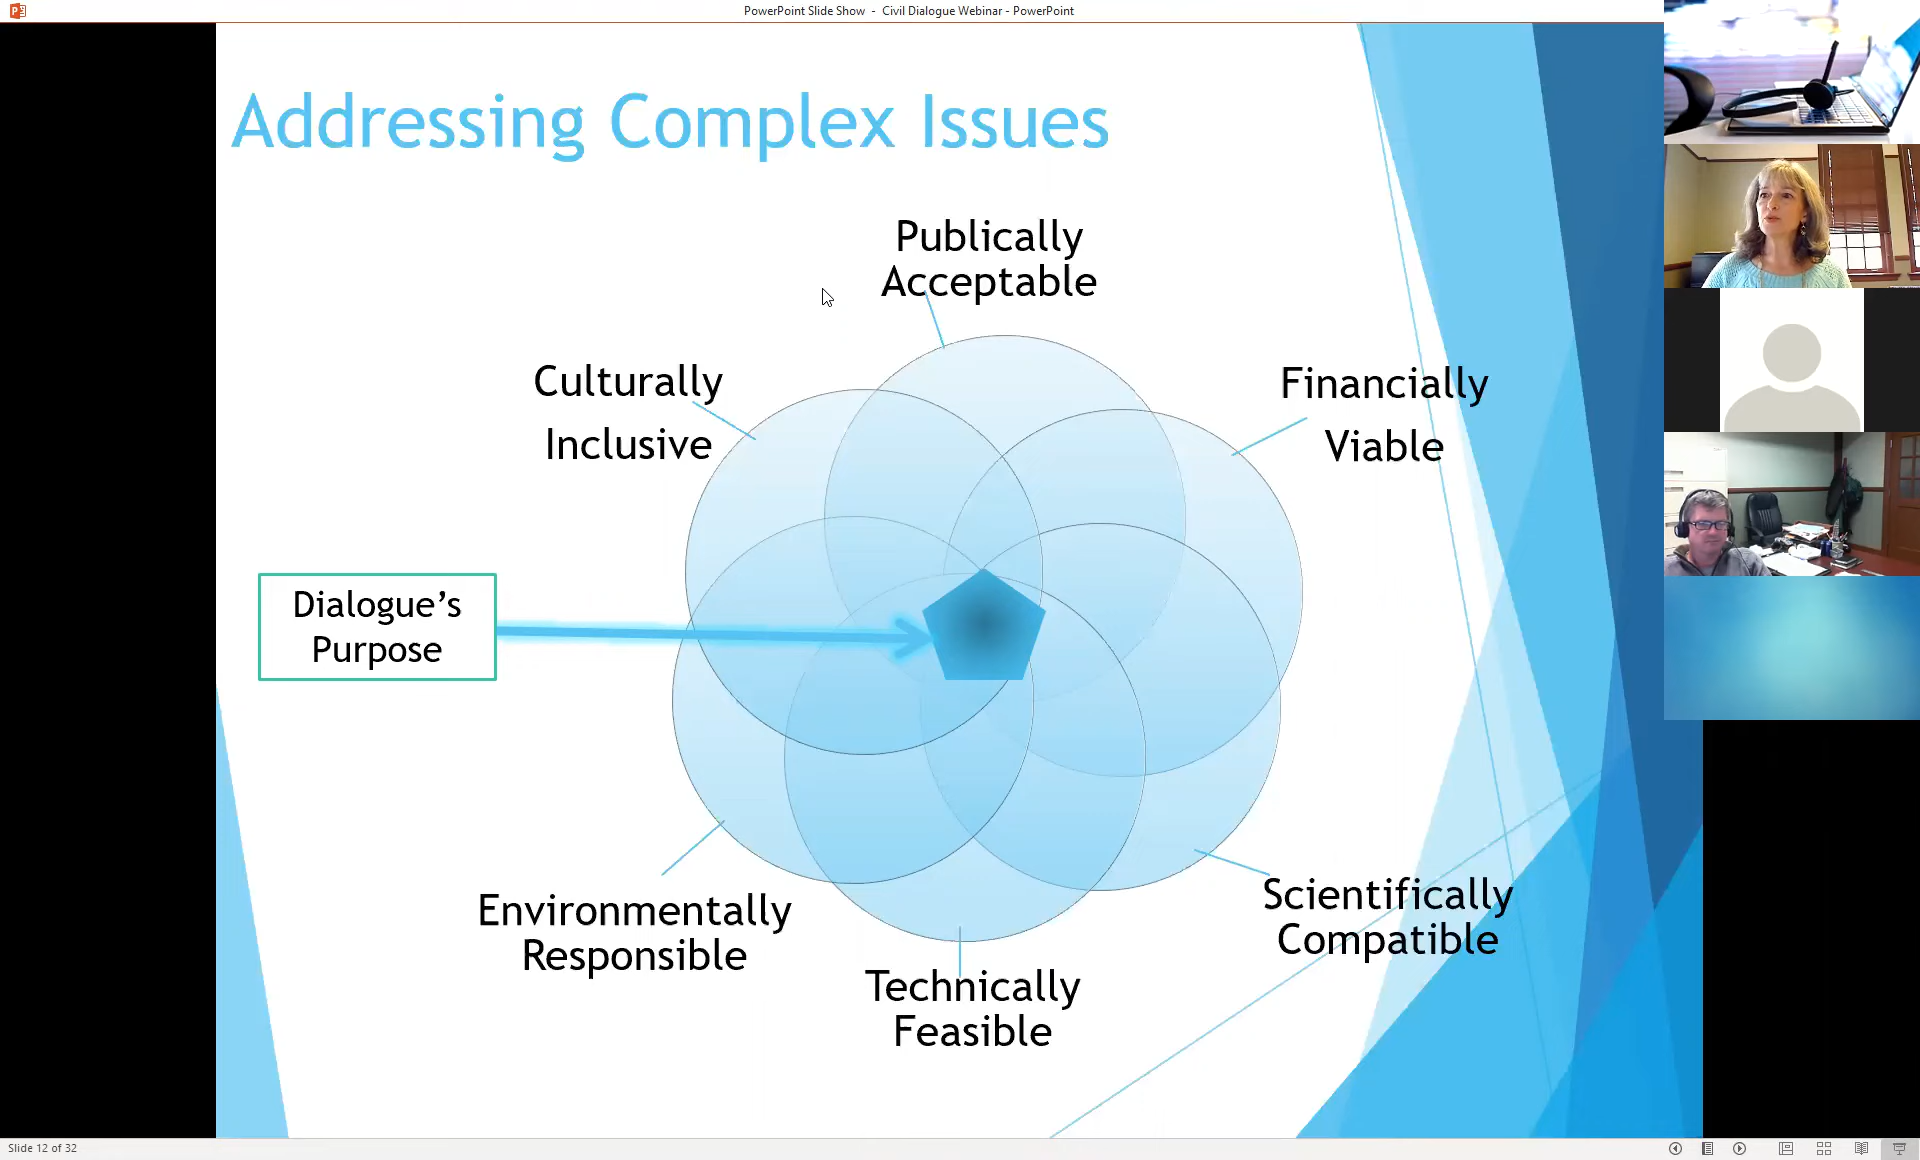 PowerPoint Slide Show - Civil Dialogue Webinar - PowerPoint
Addressing Complex Issues
Publically
Acceptable
Culturally
Inclusive
Financially
Viable
Dialogue’s
Purpose
Environmentally
Responsible
Scientifically
Compatible
Technically
Feasible
Slide 12 of 32